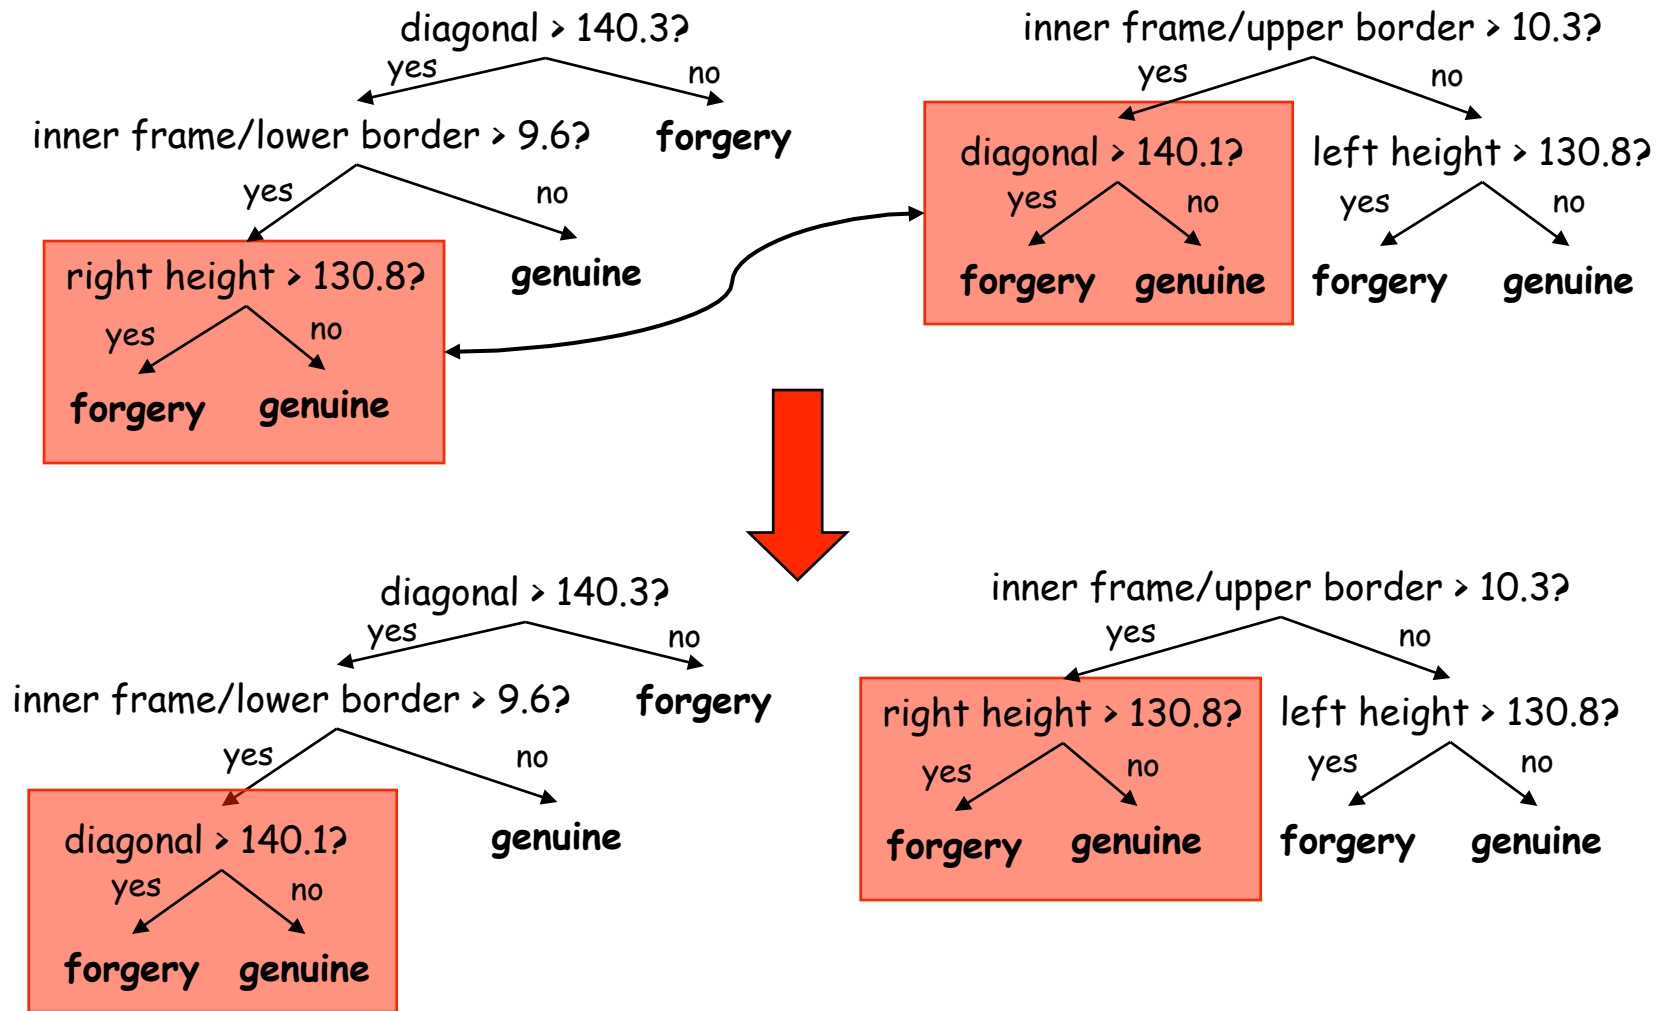 diagonal > 140.3?
yes
no
inner frame/lower border > 9.6?
forgery
yes
no
right height > 130.8?
genuine
yes
no
forgery
genuine
inner frame/upper border > 10.3?
yes
no
diagonal > 140.1?
left height > 130.8?
yes
no
yes
no
forgery
genuine
forgery
genuine
diagonal > 140.3?
yes
no
inner frame/lower border > 9.6?
forgery
yes
no
diagonal > 140.1?
genuine
yes
no
forgery
genuine
inner frame/upper border > 10.3?
yes
no
right height > 130.8?
left height > 130.8?
yes
no
yes
no
forgery
genuine
forgery
genuine